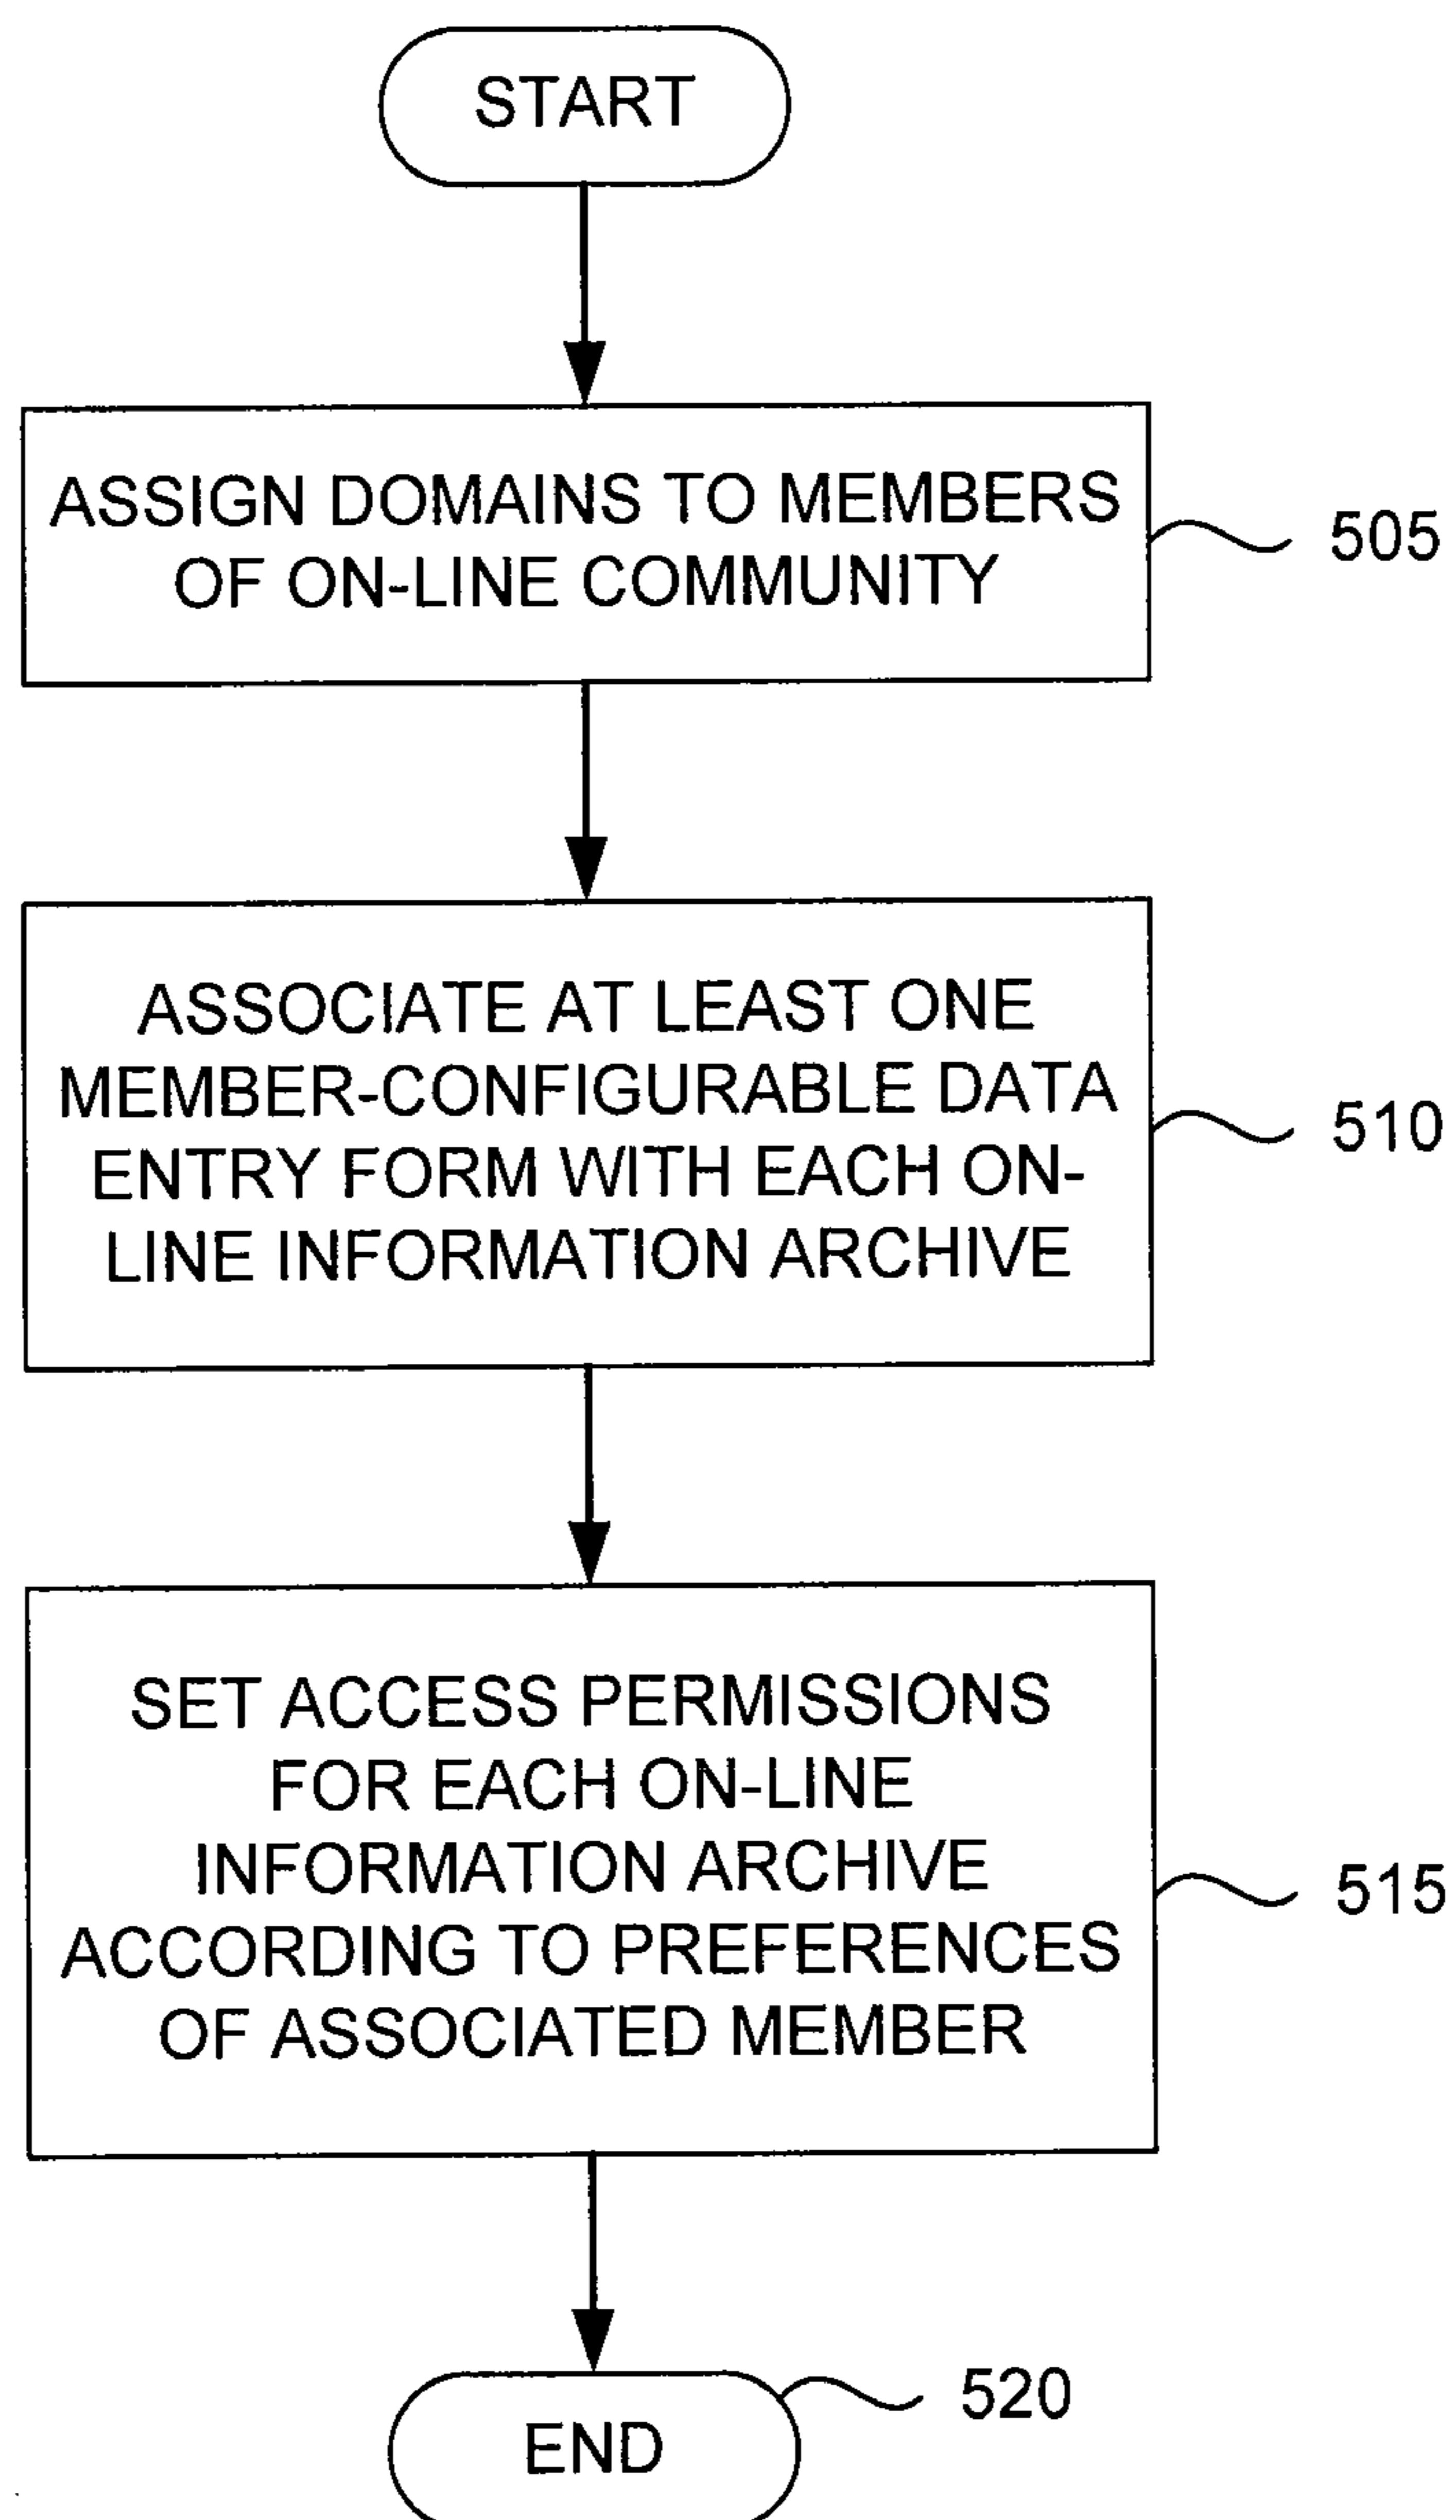 START
ASSIGN DOMAINS TO MEMBERS
OF ON-LINE COMMUNITY
505
ASSOCIATE AT LEAST ONE
MEMBER-CONFIGURABLE DATA
ENTRY FORM WITH EACH ON-
LINE INFORMATION ARCHIVE
510
SET ACCESS PERMISSIONS
FOR EACH ON-LINE
INFORMATION ARCHIVE
ACCORDING TO PREFERENCES
OF ASSOCIATED MEMBER
515
520
END